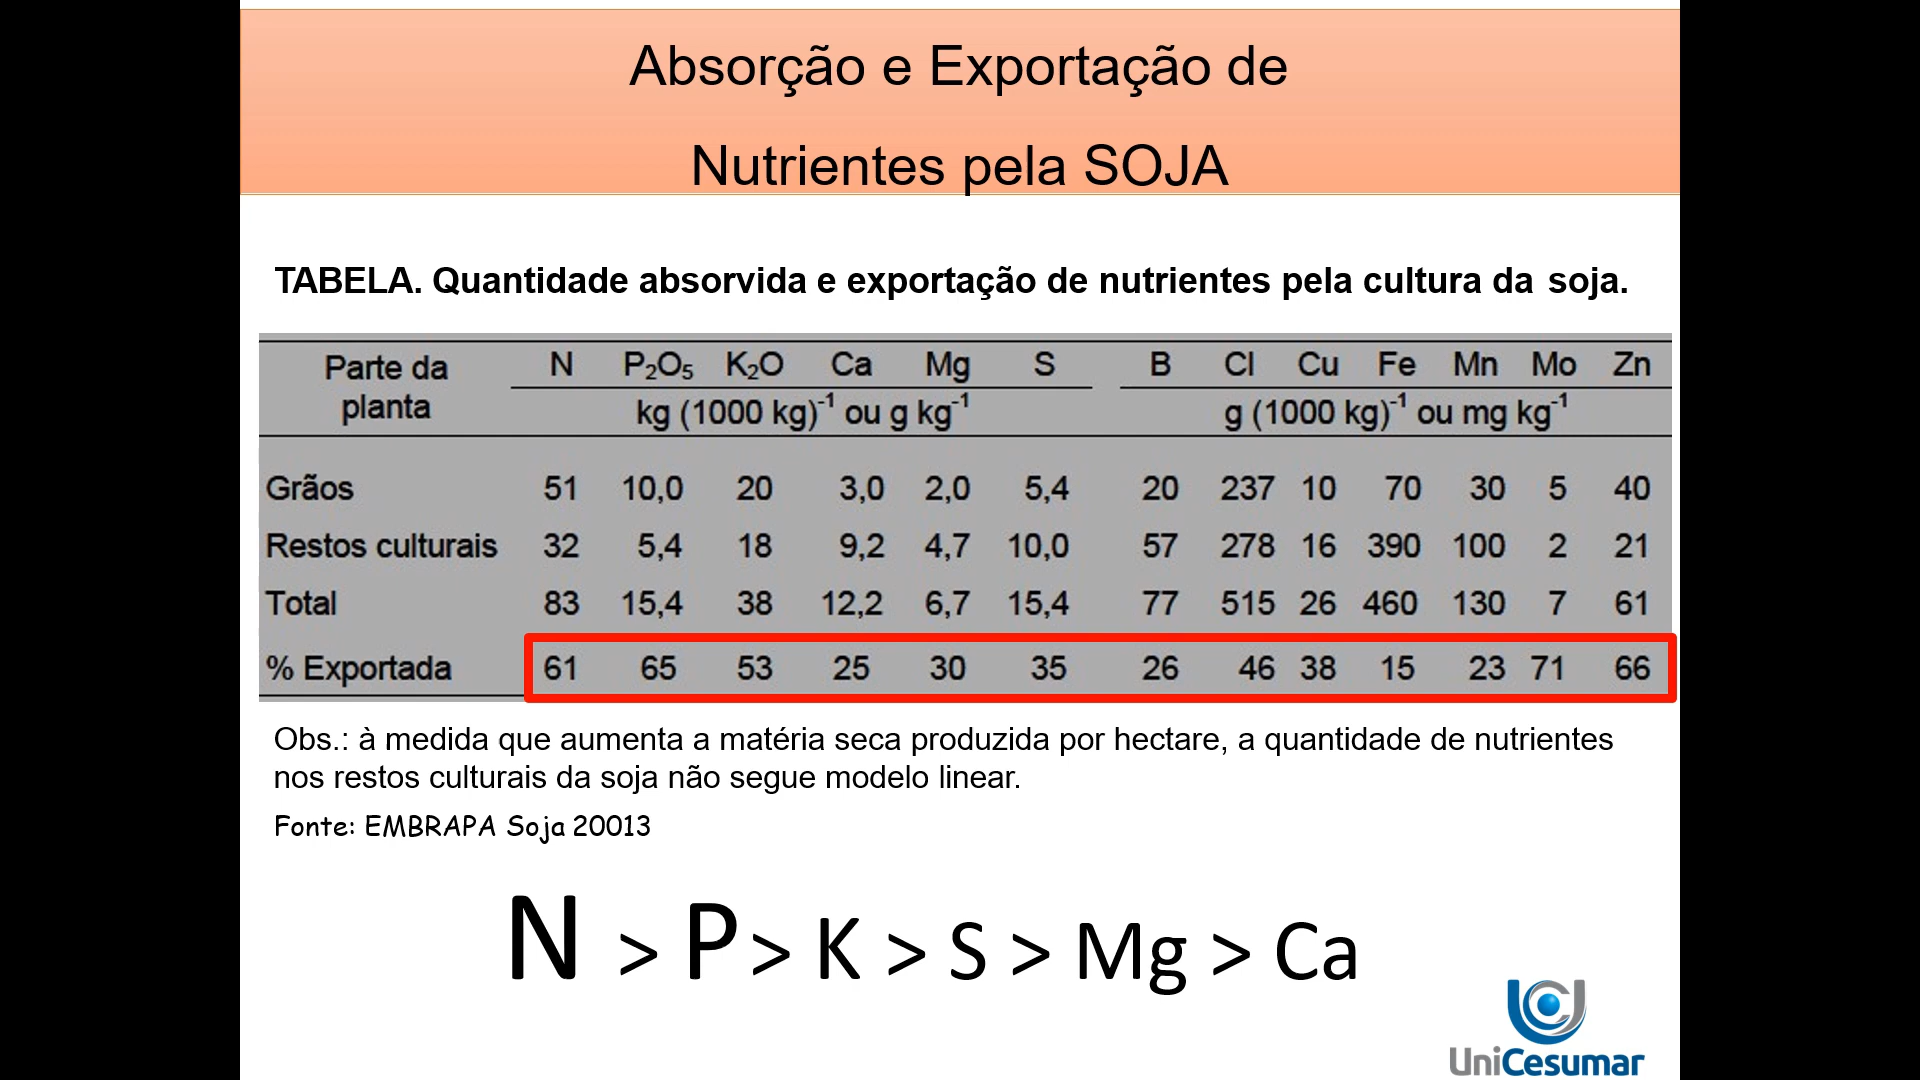 Absorção e Exportação de
Nutrientes pela SOJA
TABELA. Quantidade absorvida e exportação de nutrientes pela cultura da soja.
Parte da planta N P₂O₅ K₂O Ca Mg S B Cl Cu Fe Mn Mo Zn
kg (1000 kg)⁻¹ ou g kg⁻¹ g (1000 kg)⁻¹ ou mg kg⁻¹
Grãos 51 10,0 20 3,0 2,0 5,4 20 237 10 70 30 5 40
Restos culturais 32 5,4 18 9,2 4,7 10,0 57 278 16 390 100 2 21
Total 83 15,4 38 12,2 6,7 15,4 77 515 26 460 130 7 61
% Exportada 61 65 53 25 30 35 26 46 38 15 23 71 66
Obs.: à medida que aumenta a matéria seca produzida por hectare, a quantidade de nutrientes
nos restos culturais da soja não segue modelo linear.
Fonte: EMBRAPA Soja 20013
N > P > K > S > Mg > Ca
UniCesumar